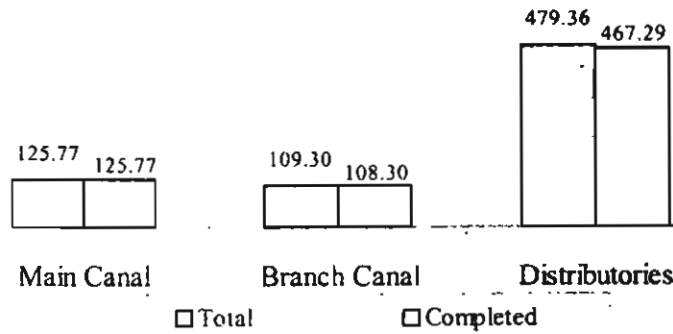 479.36 467.29
125.77 125.77
109.30 108.30
Main Canal Branch Canal Distributories
Total Completed